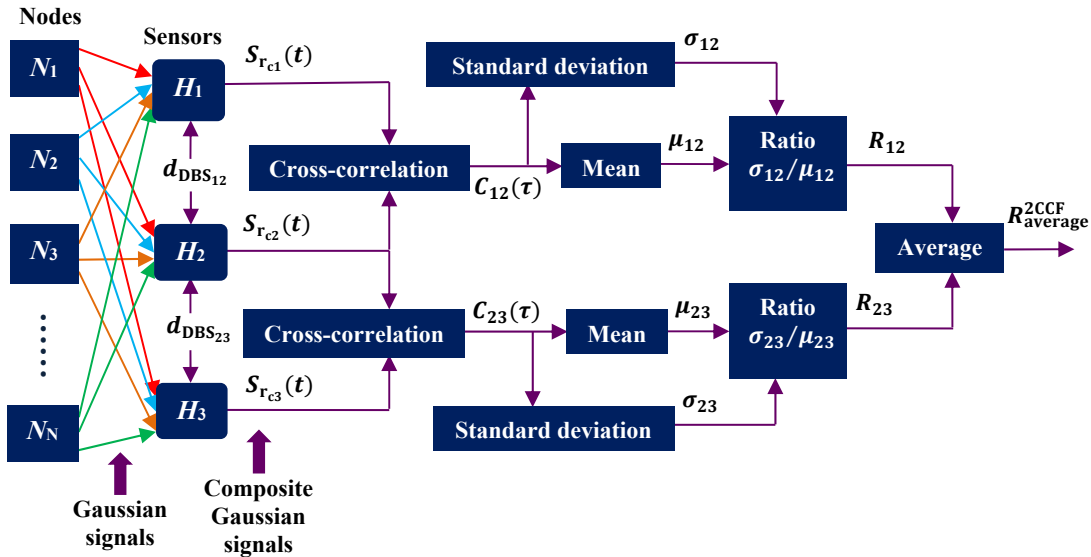 Nodes
Sensors
N₁
N₂
N₃
......
N_N
H₁
H₂
H₃
d_DBS₁₂
d_DBS₂₃
S_rc1(t)
S_rc2(t)
S_rc3(t)
Gaussian
signals
Composite
Gaussian
signals
Cross-correlation
Cross-correlation
C₁₂(τ)
C₂₃(τ)
Standard deviation
σ₁₂
Mean
μ₁₂
Ratio
σ₁₂/μ₁₂
R₁₂
Mean
μ₂₃
Ratio
σ₂₃/μ₂₃
R₂₃
Standard deviation
σ₂₃
Average
R^2CCF_average